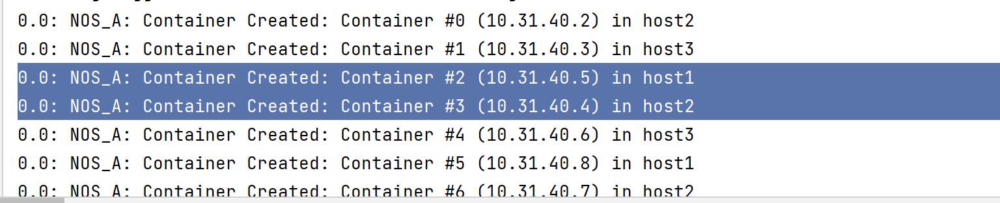 0.0: NOS_A: Container Created: Container #0 (10.31.40.2) in host2
0.0: NOS_A: Container Created: Container #1 (10.31.40.3) in host3
0.0: NOS_A: Container Created: Container #2 (10.31.40.5) in host1
0.0: NOS_A: Container Created: Container #3 (10.31.40.4) in host2
0.0: NOS_A: Container Created: Container #4 (10.31.40.6) in host3
0.0: NOS_A: Container Created: Container #5 (10.31.40.8) in host1
0.0: NOS_A: Container Created: Container #6 (10.31.40.7) in host2